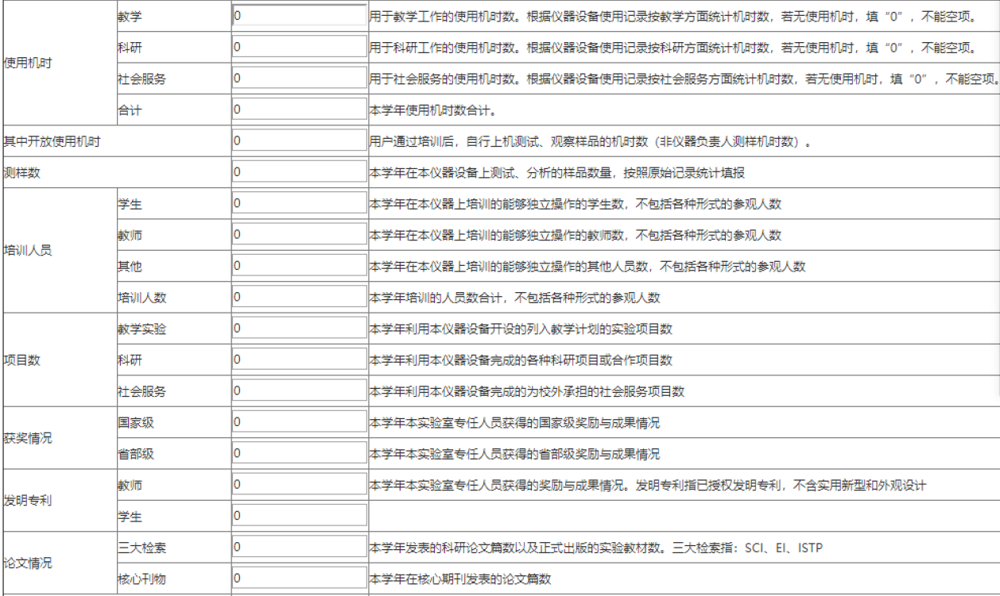 教学 0 用于教学工作的使用机时数。根据仪器设备使用记录按教学方面统计机时数，若无使用机时，填“0”，不能空项。
使用机时 科研 0 用于科研工作的使用机时数。根据仪器设备使用记录按科研方面统计机时数，若无使用机时，填“0”，不能空项。
社会服务 0 用于社会服务的使用机时数。根据仪器设备使用记录按社会服务方面统计机时数，若无使用机时，填“0”，不能空项。
合计 0 本学年使用机时数合计。
其中开放使用机时 0 用户通过培训后，自行上机测试、观察样品的机时数（非仪器负责人测样机时数）。
测样数 0 本学年在本仪器设备上测试、分析的样品数量，按照原始记录统计填报
培训人员 学生 0 本学年在本仪器上培训的能够独立操作的学生数，不包括各种形式的参观人数
教师 0 本学年在本仪器上培训的能够独立操作的教师数，不包括各种形式的参观人数
其他 0 本学年在本仪器上培训的能够独立操作的其他人员数，不包括各种形式的参观人数
培训人数 0 本学年培训的人员数合计，不包括各种形式的参观人数
项目数 教学实验 0 本学年利用本仪器设备开设的列入教学计划的实验项目数
科研 0 本学年利用本仪器设备完成的各种科研项目或合作项目数
社会服务 0 本学年利用本仪器设备完成的为校外承担的社会服务项目数
获奖情况 国家级 0 本学年本实验室专任人员获得的国家级奖励与成果情况
省部级 0 本学年本实验室专任人员获得的省部级奖励与成果情况
发明专利 教师 0 本学年本实验室专任人员获得的奖励与成果情况。发明专利指已授权发明专利，不含实用新型和外观设计
学生 0
论文情况 三大检索 0 本学年发表的科研论文篇数以及正式出版的实验教材数。三大检索指：SCI、EI、ISTP
核心刊物 0 本学年在核心期刊发表的论文篇数